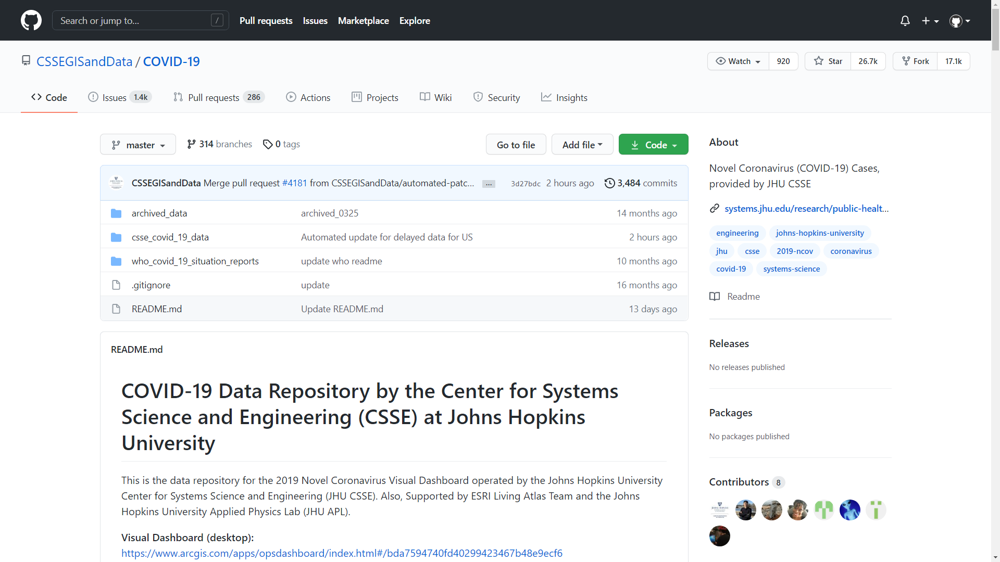 Search or jump to...
/
Pull requests
Issues
Marketplace
Explore
CSSEGISandData / COVID-19
Watch
920
Star
26.7k
Fork
17.1k
Code
Issues 1.4k
Pull requests 286
Actions
Projects
Wiki
Security
Insights
master
314 branches
0 tags
Go to file
Add file
Code
CSSEGISandData Merge pull request #4181 from CSSEGISandData/automated-patc... ...
3d27bdc 2 hours ago
3,484 commits
archived_data archived_0325 14 months ago
csse_covid_19_data Automated update for delayed data for US 2 hours ago
who_covid_19_situation_reports update who readme 10 months ago
.gitignore update 16 months ago
README.md Update README.md 13 days ago
README.md
COVID-19 Data Repository by the Center for Systems
Science and Engineering (CSSE) at Johns Hopkins
University
This is the data repository for the 2019 Novel Coronavirus Visual Dashboard operated by the Johns Hopkins University
Center for Systems Science and Engineering (JHU CSSE). Also, Supported by ESRI Living Atlas Team and the Johns
Hopkins University Applied Physics Lab (JHU APL).
Visual Dashboard (desktop):
https://www.arcgis.com/apps/opsdashboard/index.html#/bda7594740fd40299423467b48e9ecf6
About
Novel Coronavirus (COVID-19) Cases,
provided by JHU CSSE
systems.jhu.edu/research/public-healt...
engineering johns-hopkins-university
jhu csse 2019-ncov coronavirus
covid-19 systems-science
Readme
Releases
No releases published
Packages
No packages published
Contributors 8